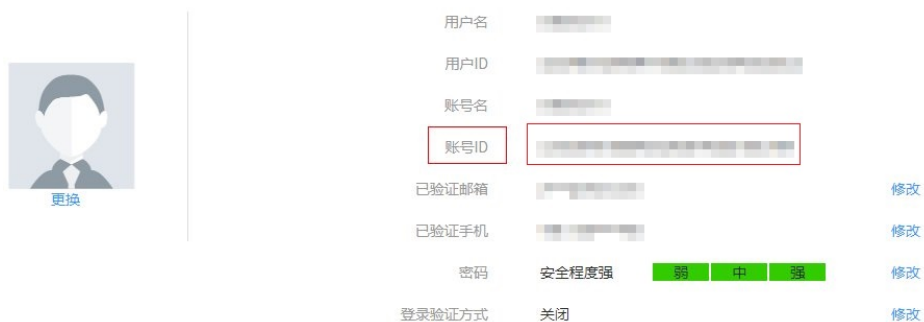 用户名
用户ID
账号名
账号ID
已验证邮箱 修改
更换
已验证手机 修改
密码 安全程度强 弱 中 强 修改
登录验证方式 关闭 修改